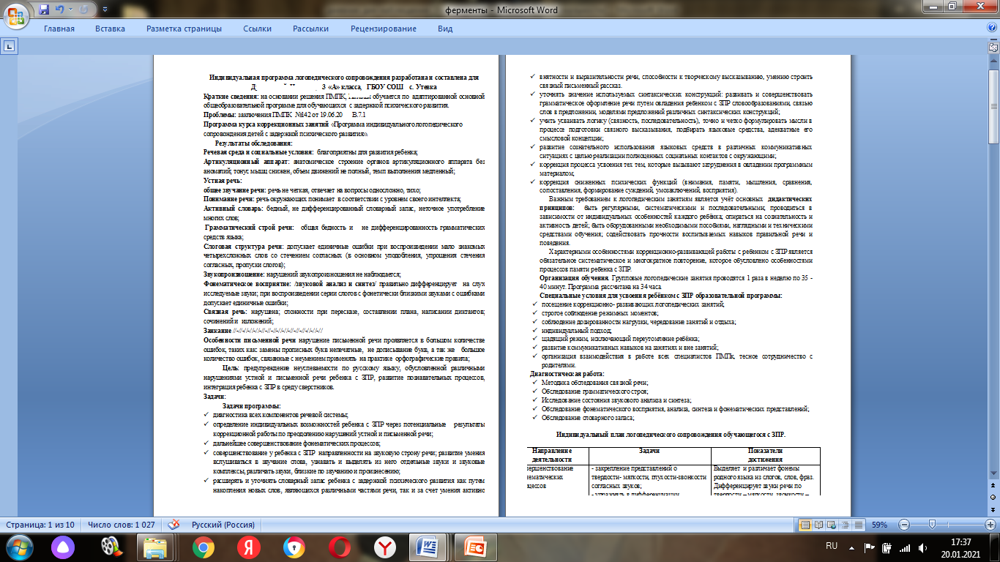 ферменты - Microsoft Word
Главная Вставка Разметка страницы Ссылки Рассылки Рецензирование Вид
Индивидуальная программа логопедического сопровождения разработана и составлена для
3 «А» класса, ГБОУ СОШ с. Утевка
Краткие сведения: на основании решения ПМПК, обучается по адаптированной основной
общеобразовательной программе для обучающихся с задержкой психического развития.
Проблемы: заключения ПМПК №142 от 19.06.20 В.7.1
Программа курса коррекционных занятий «Программа индивидуального логопедического
сопровождения детей с задержкой психического развития».
Результаты обследования:
Речевая среда и социальные условия: благоприятны для развития ребенка;
Артикуляционный аппарат: анатомическое строение органов артикуляционного аппарата без
аномалий; тонус мышц снижен, объем движений не полный, темп выполнения медленный;
Устная речь:
общее звучание речи: речь не четкая, отвечает на вопросы односложно, тихо;
Понимание речи: речь окружающих понимает в соответствии с уровнем своего интеллекта;
Активный словарь: бедный, не дифференцированный словарный запас, неточное употребление
многих слов;
Грамматический строй речи: общая бедность и не дифференцированность грамматических
средств языка;
Слоговая структура речи: допускает единичные ошибки при воспроизведении мало знакомых
четырехсложных слов со стечением согласных (в основном уподобления, упрощения стечения
согласных, пропуски слогов);
Звукопроизношение: нарушений звукопроизношения не наблюдается;
Фонематическое восприятие: /звуковой анализ и синтез/ правильно дифференцирует на слух
исследуемые звуки; при воспроизведении серии слогов с фонетически близкими звуками с ошибками
допускает единичные ошибки;
Связная речь: нарушена; сложности при пересказе, составлении плана, написании диктантов;
сочинений и изложений;
Заикание //-//-//-//-//-//-//-//-//-//-//-//-//-//-//
Особенности письменной речи нарушение письменной речи проявляется в большом количестве
ошибок, таких как замены прописных букв непечатные, не дописывание букв, а так же большое
количество ошибок, связанные с неумением применять на практике орфографические правила;
Цель: предупреждение неуспеваемости по русскому языку, обусловленной различными
нарушениями устной и письменной речи ребенка с ЗПР, развитие познавательных процессов,
интеграция ребенка с ЗПР в среду сверстников.
Задачи:
Задачи программы:
✓ диагностика всех компонентов речевой системы;
✓ определение индивидуальных возможностей ребенка с ЗПР через потенциальные результаты
коррекционной работы по преодолению нарушений устной и письменной речи;
✓ дальнейшее совершенствование фонематических процессов;
✓ совершенствование у ребенка с ЗПР направленности на звуковую строну речи; развитие умения
вслушиваться в звучание слова, узнавать и выделять из него отдельные звуки и звуковые
комплексы, различать звуки, близкие по звучанию и произнесению;
✓ расширять и уточнять словарный запас ребенка с задержкой психического развития как путем
накопления новых слов, являющихся различными частями речи, так и за счет умения активно
✓ внятности и выразительности речи, способности к творческому высказыванию, умению строить
связный письменный рассказ.
✓ уточнять значение используемых синтаксических конструкций: развивать и совершенствовать
грамматическое оформление речи путем овладения ребенком с ЗПР словообразованиями, связью
слов в предложении, моделями предложений различных синтаксических конструкций;
✓ учить усваивать логику (связность, последовательность), точно и четко формулировать мысли в
процессе подготовки связного высказывания, подбирать языковые средства, адекватные его
смысловой концепции;
✓ развитие сознательного использования языковых средств в различных коммуникативных
ситуациях с целью реализации полноценных социальных контактов с окружающими;
✓ коррекция процесса усвоения тех тем, которые вызывают затруднения в овладении программным
материалом;
✓ коррекция сниженных психических функций (внимания, памяти, мышления, сравнения,
сопоставления, формирование суждений, умозаключений, восприятия).
Важным требованием к логопедическим занятиям является учёт основных дидактических
принципов: быть регулярными, систематическими и последовательными; проводиться в
зависимости от индивидуальных особенностей каждого ребёнка; опираться на сознательность и
активность детей; быть оборудованными необходимыми пособиями, наглядными и техническими
средствами обучения; содействовать прочности воспитываемых навыков правильной речи и
поведения.
Характерными особенностями коррекционно-развивающей работы с ребенком с ЗПР является
обязательное систематическое и многократное повторение, которое обусловлено особенностями
процессов памяти ребенка с ЗПР.
Организация обучения. Групповые логопедические занятия проводятся 1 раза в неделю по 35 -
40 минут. Программа рассчитана на 34 часа.
Специальные условия для усвоения ребёнком с ЗПР образовательной программы:
✓ посещение коррекционно- развивающих логопедических занятий;
✓ строгое соблюдение режимных моментов;
✓ соблюдение дозированности нагрузки, чередование занятий и отдыха;
✓ индивидуальный подход;
✓ щадящий режим, исключающий переутомление ребёнка;
✓ развитие коммуникативных навыков на занятиях и вне занятий;
✓ организация взаимодействия в работе всех специалистов ПМПк, тесное сотрудничество с
родителями.
Диагностическая работа:
✓ Методика обследования связной речи;
✓ Обследование грамматического строя;
✓ Исследование состояния звукового анализа и синтеза;
✓ Обследование фонематического восприятия, анализа, синтеза и фонематических представлений;
✓ Обследование словарного запаса;
Индивидуальный план логопедического сопровождения обучающегося с ЗПР.
Направление деятельности Задачи Показатели достижения
вершенствование - закрепление представлений о Выделяет и различает фонемы
нематических твердости- мягкости, глухости-звонкости родного языка из слогов, слов, фраз.
цессов согласных звуков; Дифференцирует звуки речи по
- упражнять в дифференциации твердости – мягкости, звонкости –
Страница: 1 из 10 Число слов: 1 027 Русский (Россия) 59%
RU 17:37
20.01.2021